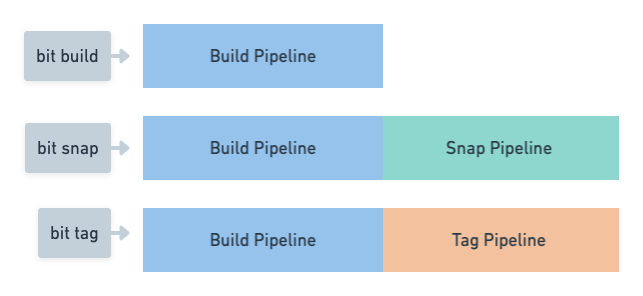 bit build
Build Pipeline
bit snap
Build Pipeline
Snap Pipeline
bit tag
Build Pipeline
Tag Pipeline